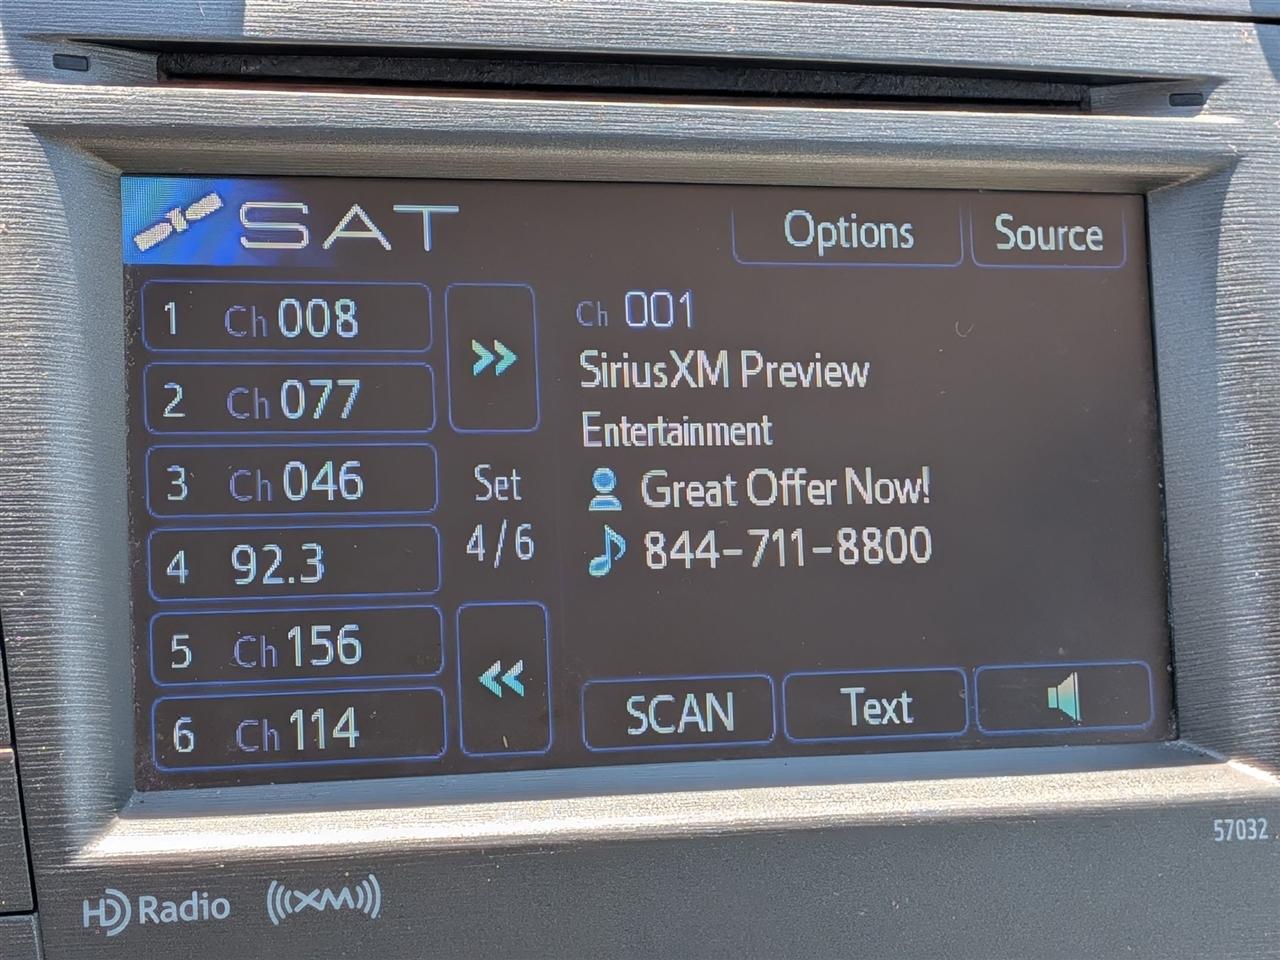 SAT
Options
Source
1 Ch 008
2 Ch 077
3 Ch 046
4 92.3
5 Ch 156
6 Ch 114
>>
Set
4/6
<<
Ch 001
SiriusXM Preview
Entertainment
Great Offer Now!
844-711-8800
SCAN
Text
57032
HD Radio
((XM))